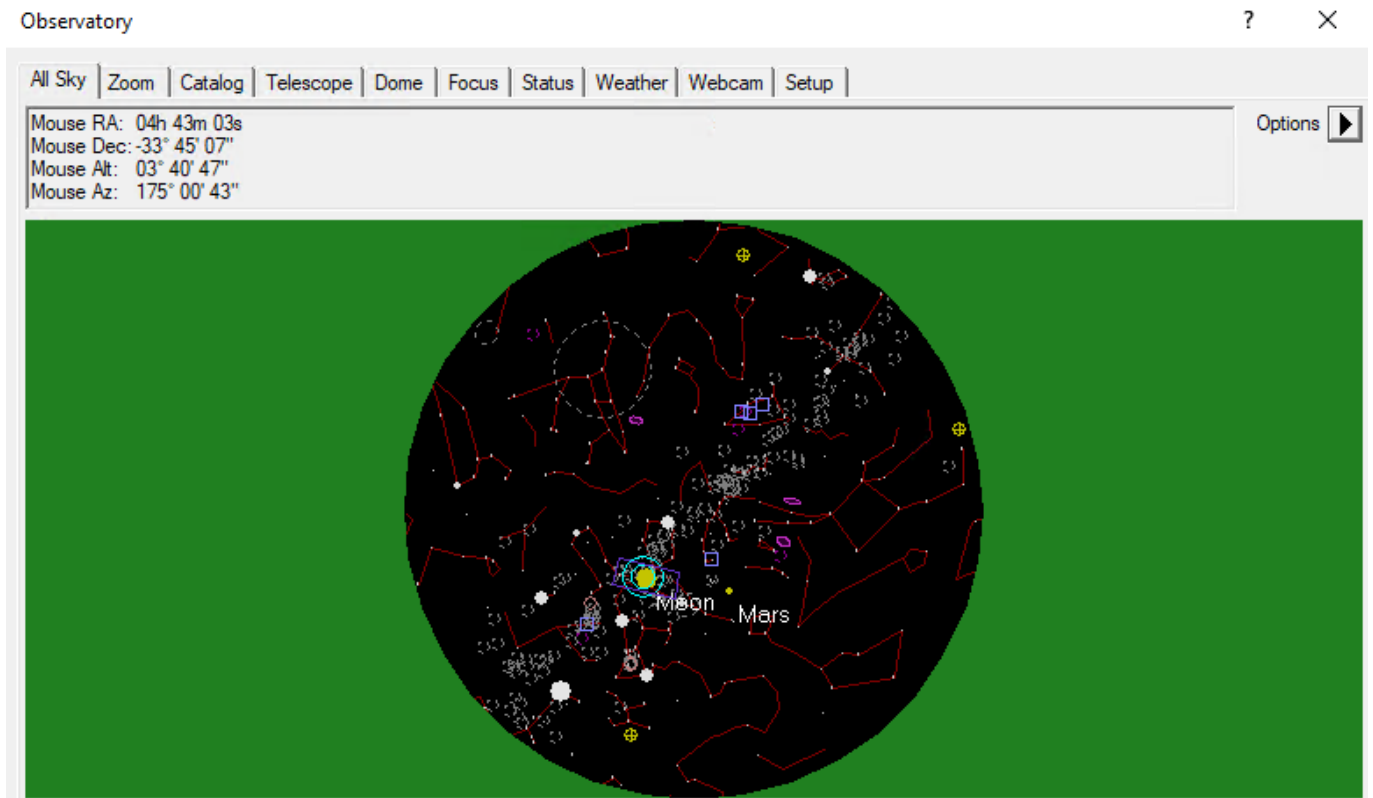 Observatory ?
All Sky Zoom Catalog Telescope Dome Focus Status Weather Webcam Setup
Mouse RA: 04h 43m 03s
Mouse Dec: -33° 45' 07"
Mouse Alt: 03° 40' 47"
Mouse Az: 175° 00' 43"
Options
Moon
Mars